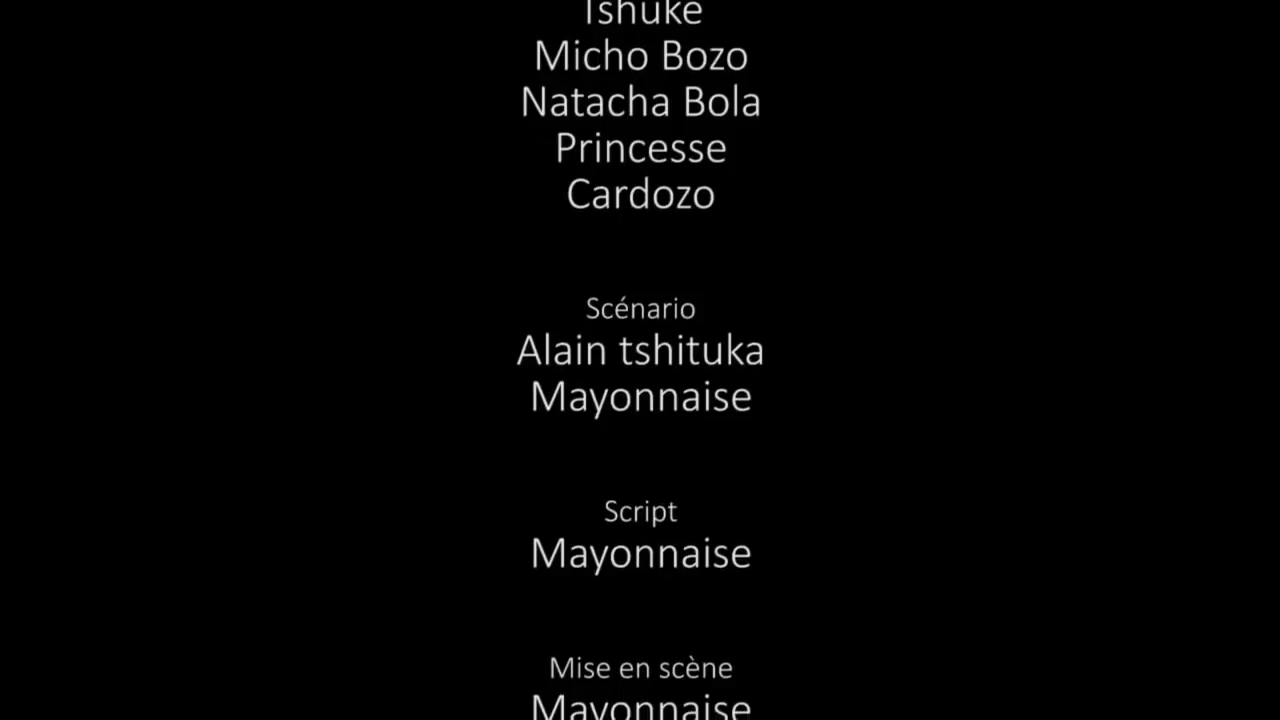 Tshuke
Micho Bozo
Natacha Bola
Princesse
Cardozo
Scénario
Alain tshituka
Mayonnaise
Script
Mayonnaise
Mise en scène
Mayonnaise